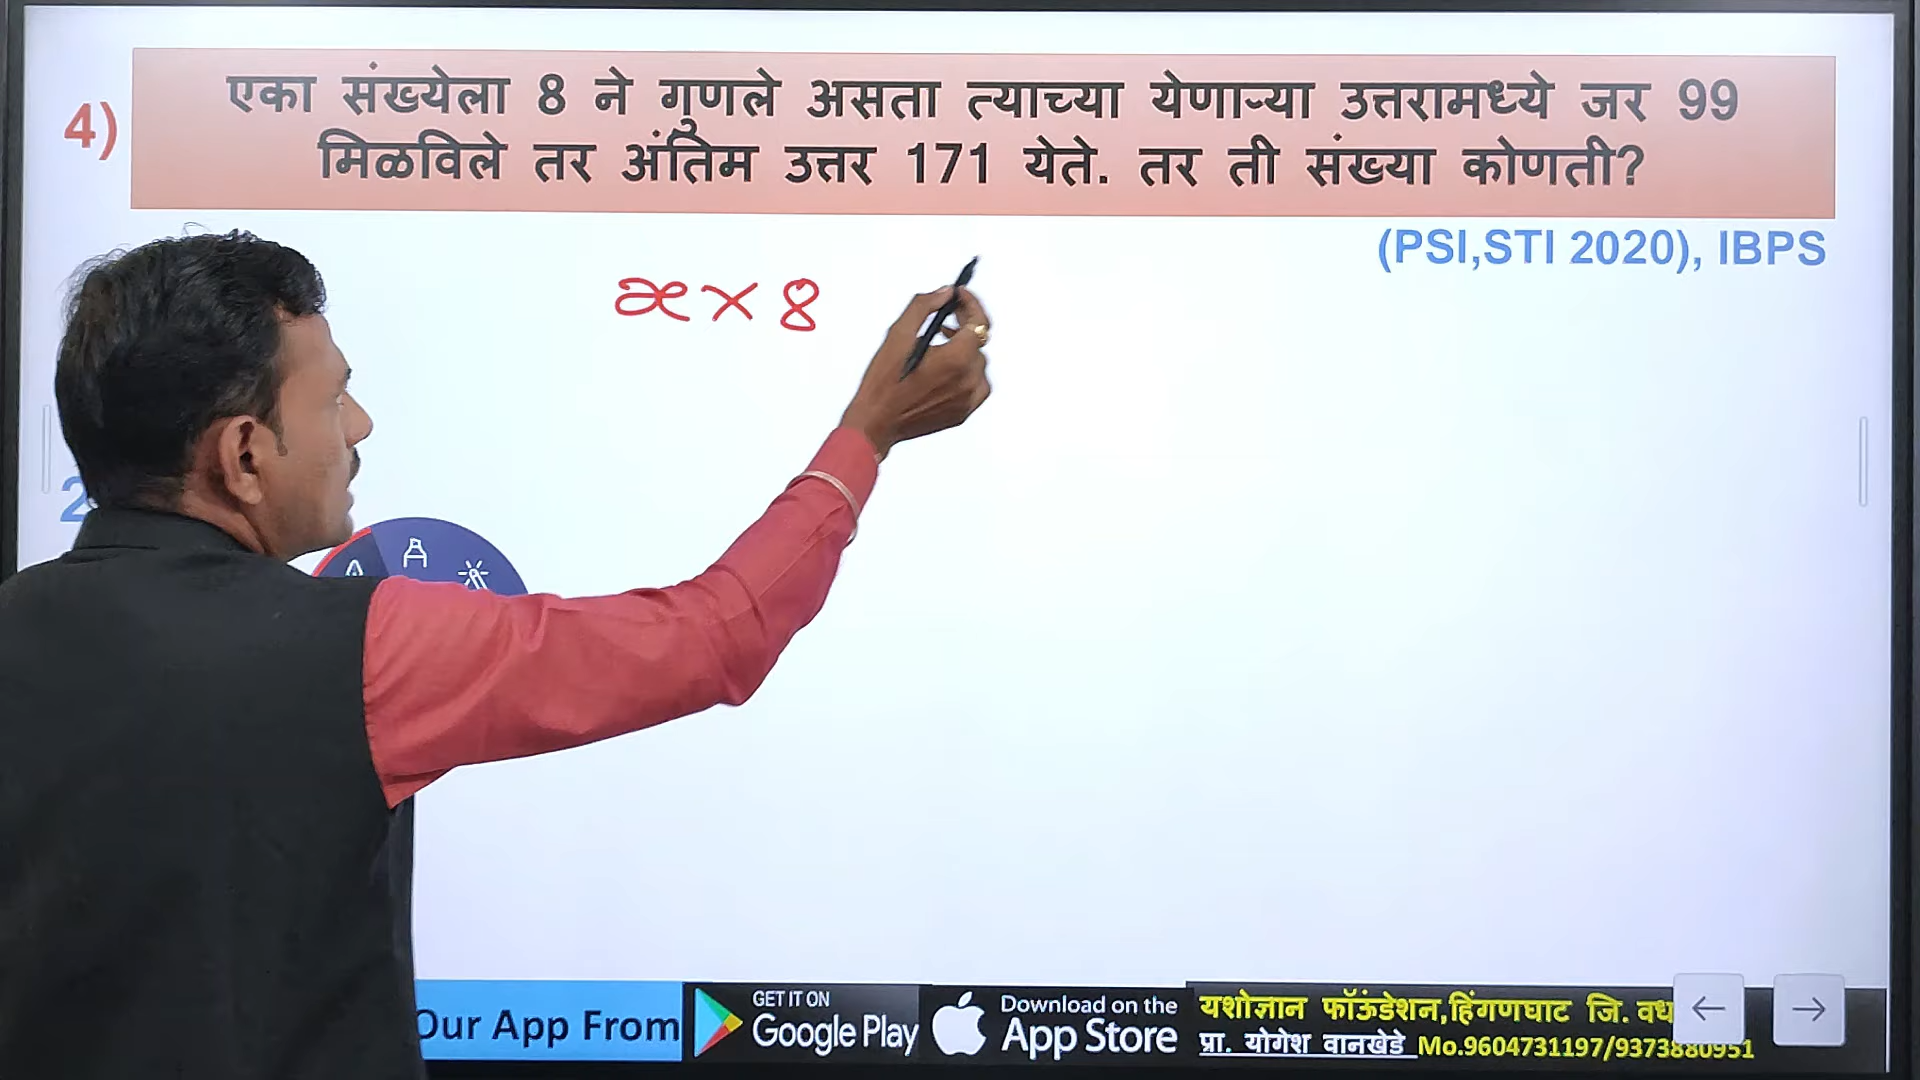 4)
एका संख्येला 8 ने गुणले असता त्याच्या येणाऱ्या उत्तरामध्ये जर 99
मिळविले तर अंतिम उत्तर 171 येते. तर ती संख्या कोणती?
(PSI,STI 2020), IBPS
x × 8
2
Our App From
GET IT ON
Google Play
Download on the
App Store
यशोज्ञान फॉऊंडेशन,हिंगणघाट जि. वध
प्रा. योगेश वानखेडे Mo.9604731197/9373880951